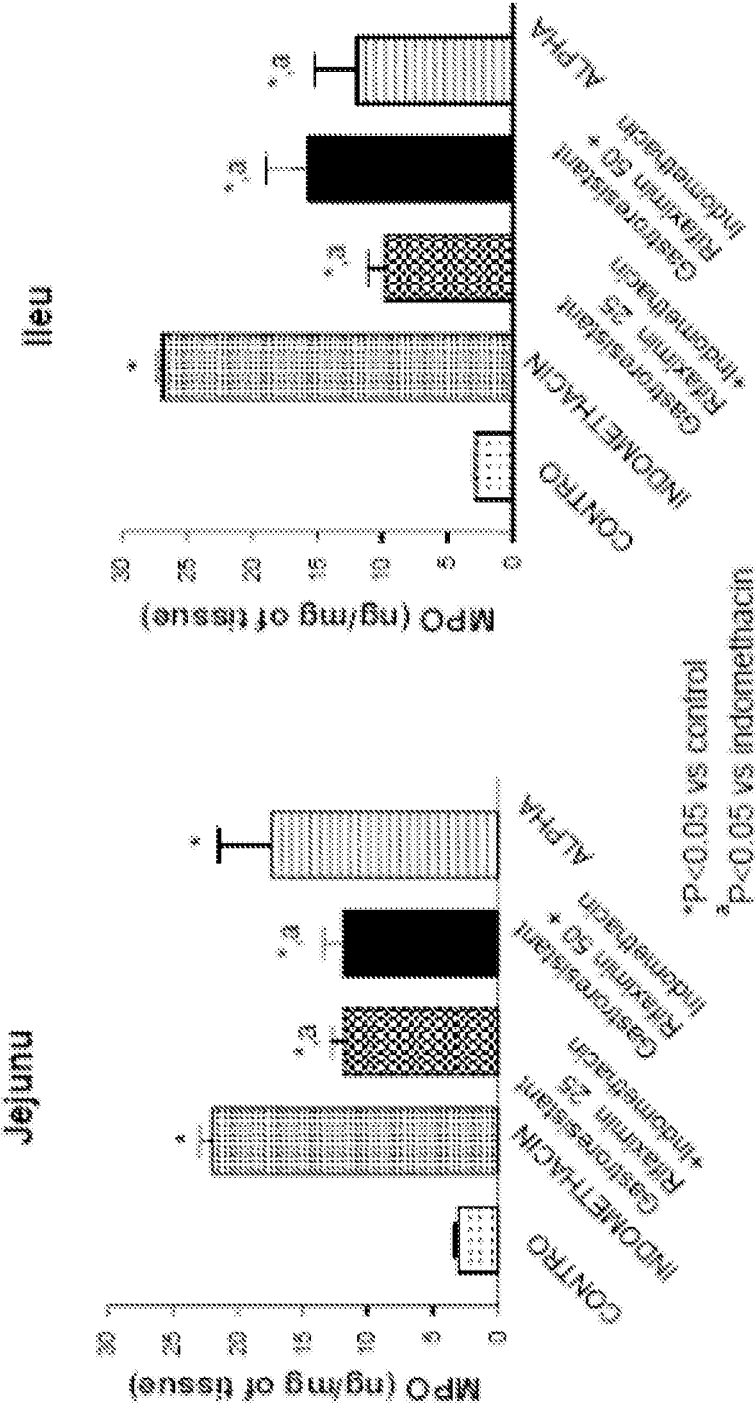 Jejunu
MPO (ng/mg of tissue)
30
25
20
15
10
5
0
*
*,a
*,a
*
CONTRO
INDOMETHACIN
Gastroresistant
Rifaximin 25
+Indomethacin
Gastroresistant
Rifaximin 50 +
Indomethacin
ALPHA
Ileu
MPO (ng/mg of tissue)
30
25
20
15
10
5
0
*
*,a
*,a
*,a
CONTRO
INDOMETHACIN
Gastroresistant
Rifaximin 25
+Indomethacin
Gastroresistant
Rifaximin 50 +
Indomethacin
ALPHA
*P<0.05 vs control
aP<0.05 vs indomethacin